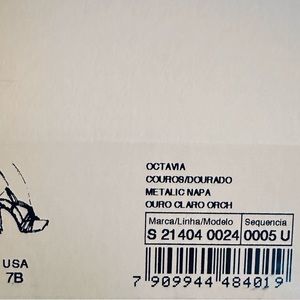 OCTAVIA
COUROS/DOURADO
METALIC NAPA
OURO CLARO ORCH
Marca/Linha/Modelo Sequencia
S 21404 0024 0005 U
USA
7B
7 909944 484019